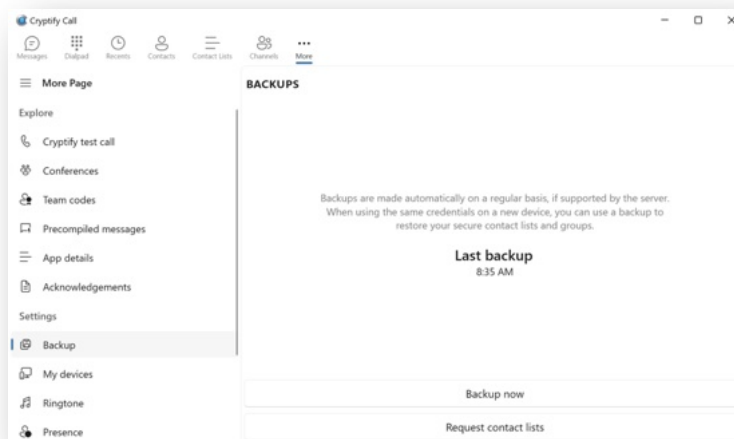 Cryptify Call
Messages
Dialpad
Recents
Contacts
Contact Lists
Channels
More
More Page
Explore
Cryptify test call
Conferences
Team codes
Precompiled messages
App details
Acknowledgements
Settings
Backup
My devices
Ringtone
Presence
BACKUPS
Backups are made automatically on a regular basis, if supported by the server.
When using the same credentials on a new device, you can use a backup to
restore your secure contact lists and groups.
Last backup
8:35 AM
Backup now
Request contact lists